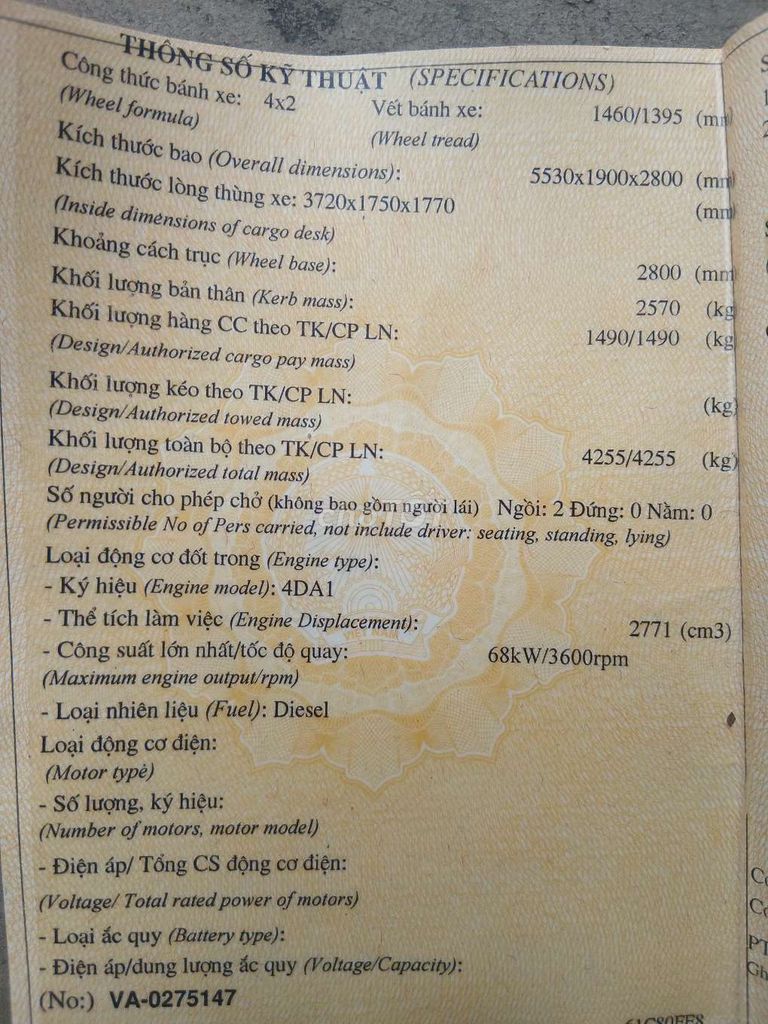 THÔNG SỐ KỸ THUẬT (SPECIFICATIONS)
Công thức bánh xe: 4x2 Vết bánh xe: 1460/1395 (mm
(Wheel formula) (Wheel tread)
Kích thước bao (Overall dimensions): 5530x1900x2800 (mm
Kích thước lòng thùng xe: 3720x1750x1770 (mm
(Inside dimensions of cargo desk)
Khoảng cách trục (Wheel base): 2800 (mm
Khối lượng bản thân (Kerb mass): 2570 (kg
Khối lượng hàng CC theo TK/CP LN: 1490/1490 (kg
(Design/Authorized cargo pay mass)
Khối lượng kéo theo TK/CP LN: (kg)
(Design/Authorized towed mass)
Khối lượng toàn bộ theo TK/CP LN: 4255/4255 (kg)
(Design/Authorized total mass)
Số người cho phép chở (không bao gồm người lái) Ngồi: 2 Đứng: 0 Nằm: 0
(Permissible No of Pers carried, not include driver: seating, standing, lying)
Loại động cơ đốt trong (Engine type):
- Ký hiệu (Engine model): 4DA1
- Thể tích làm việc (Engine Displacement): 2771 (cm3)
- Công suất lớn nhất/tốc độ quay: 68kW/3600rpm
(Maximum engine output/rpm)
- Loại nhiên liệu (Fuel): Diesel
Loại động cơ điện:
(Motor type)
- Số lượng, ký hiệu:
(Number of motors, motor model)
- Điện áp/ Tổng CS động cơ điện:
(Voltage/ Total rated power of motors)
- Loại ắc quy (Battery type):
- Điện áp/dung lượng ắc quy (Voltage/Capacity):
(No:) VA-0275147